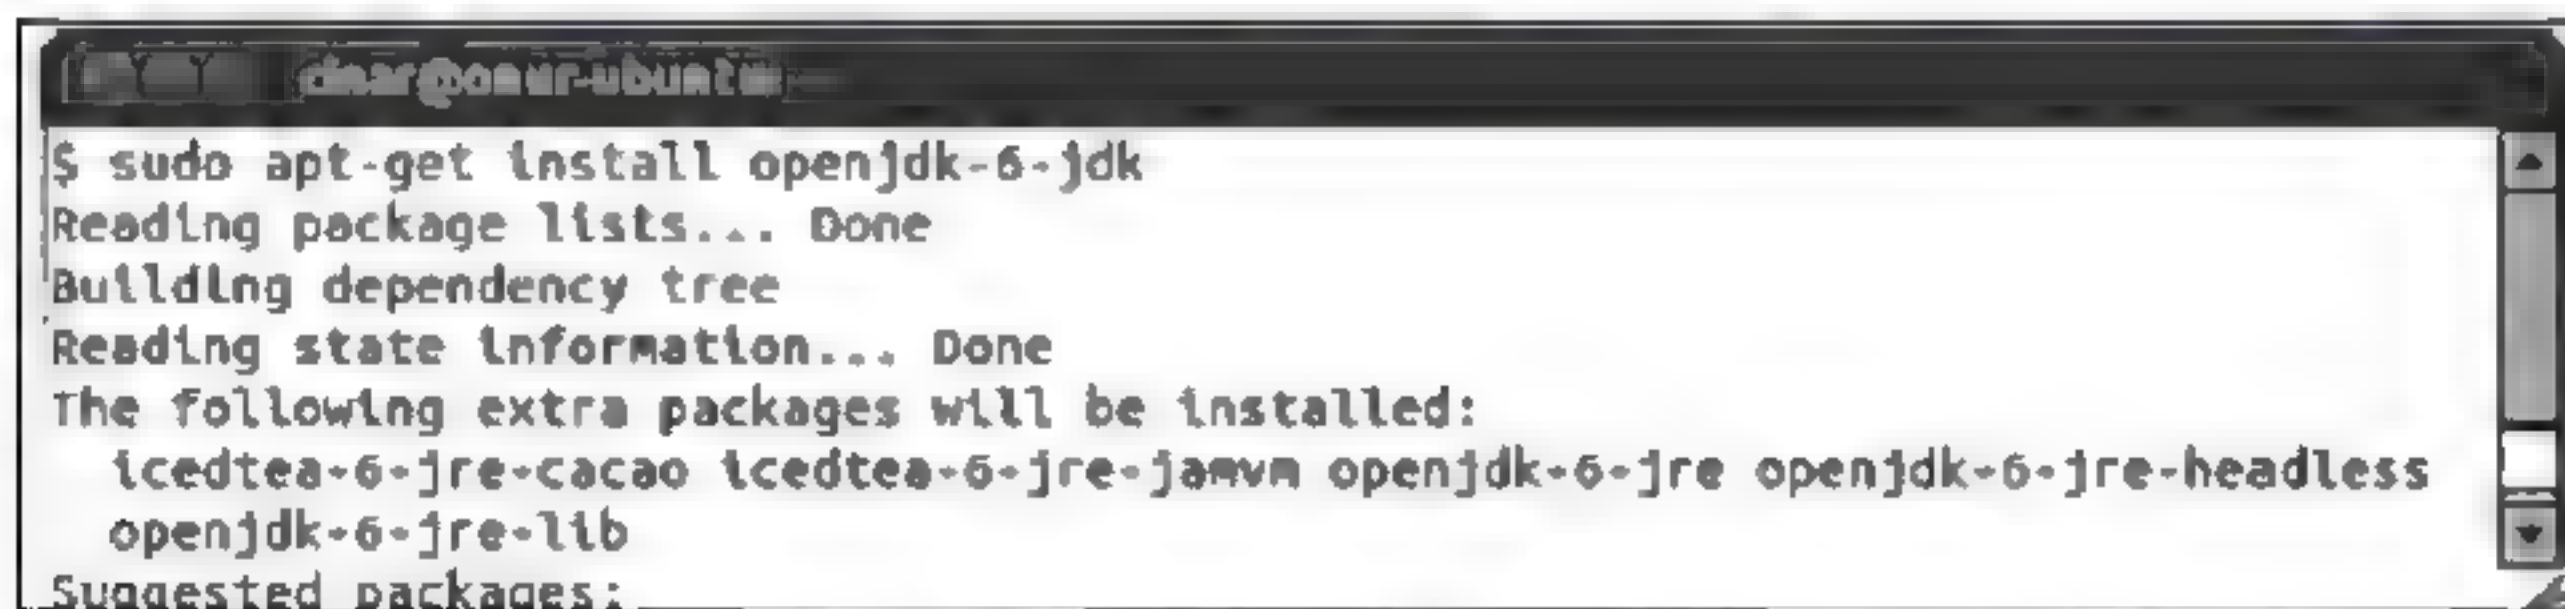 $ sudo apt-get install openjdk-6-jdk
Reading package lists... Done
Building dependency tree
Reading state information... Done
The following extra packages will be installed:
icedtea-6-jre-cacao icedtea-6-jre-jamvm openjdk-6-jre openjdk-6-jre-headless
openjdk-6-jre-lib
Suggested packages: